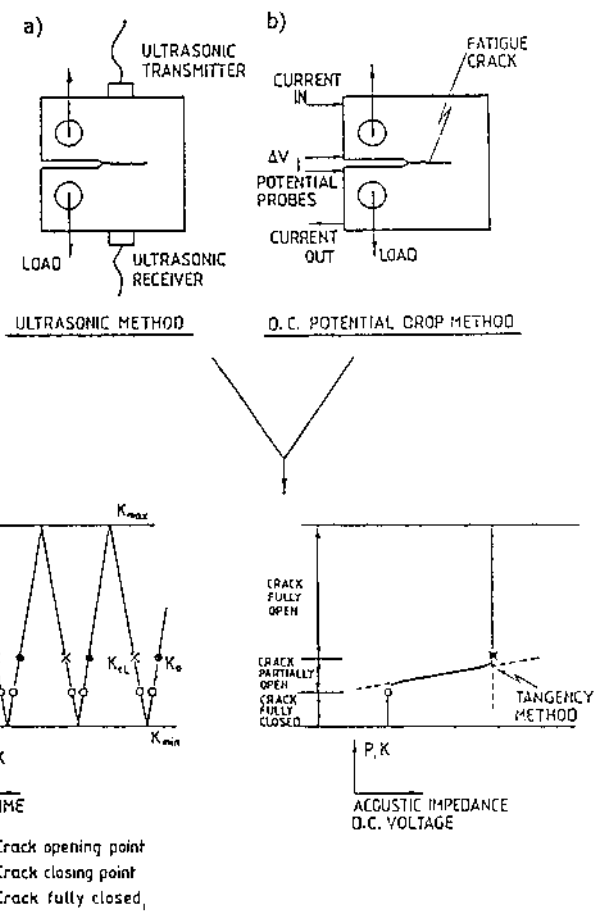 a)
ULTRASONIC
TRANSMITTER
LOAD
ULTRASONIC
RECEIVER
ULTRASONIC METHOD
b)
FATIGUE
CRACK
CURRENT
IN
ΔV
POTENTIAL
PROBES
CURRENT
OUT
LOAD
D.C. POTENTIAL DROP METHOD
Kmax
KCL
Ko
Kmin
K
IME
Crack opening point
Crack closing point
Crack fully closed
CRACK
FULLY
OPEN
CRACK
PARTIALLY
OPEN
CRACK
FULLY
CLOSED
TANGENCY
METHOD
P, K
ACOUSTIC IMPEDANCE
D.C. VOLTAGE